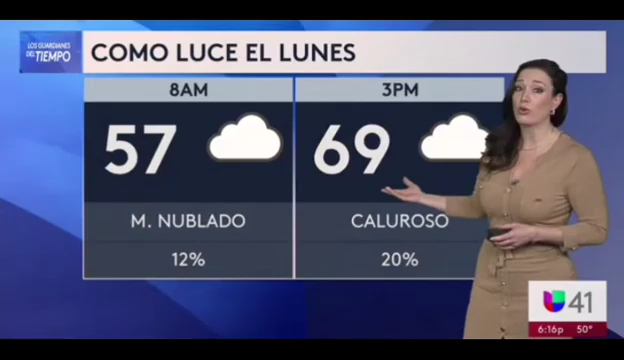 LOS GUARDIANES
DEL TIEMPO
COMO LUCE EL LUNES
8AM
3PM
57
69
M. NUBLADO
CALUROSO
12%
20%
41
6:16p 50°